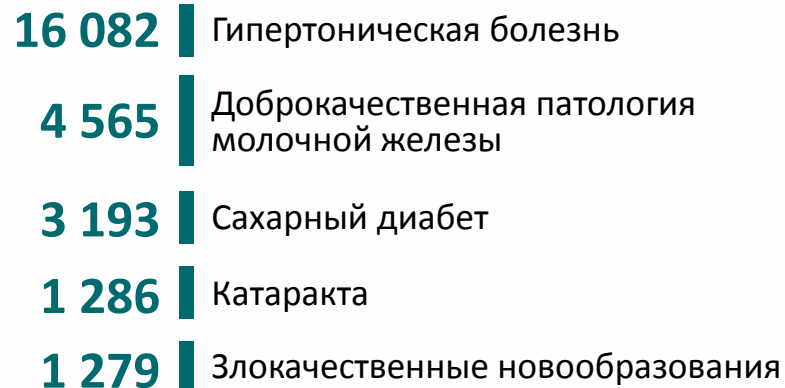 16 082 Гипертоническая болезнь
4 565 Доброкачественная патология
молочной железы
3 193 Сахарный диабет
1 286 Катаракта
1 279 Злокачественные новообразования